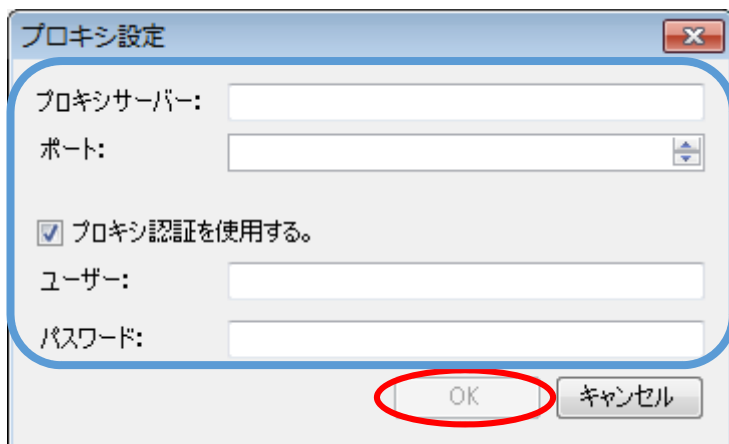 プロキシ設定
プロキシサーバー:
ポート:
プロキシ認証を使用する。
ユーザー:
パスワード:
OK キャンセル